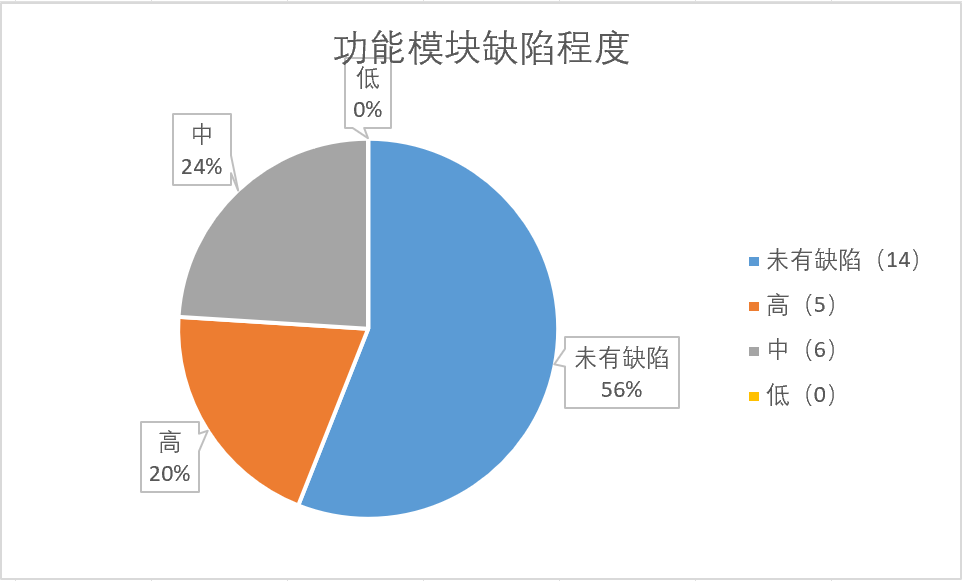 功能模块缺陷程度
低
0%
中
24%
未有缺陷
56%
高
20%
未有缺陷（14）
高（5）
中（6）
低（0）